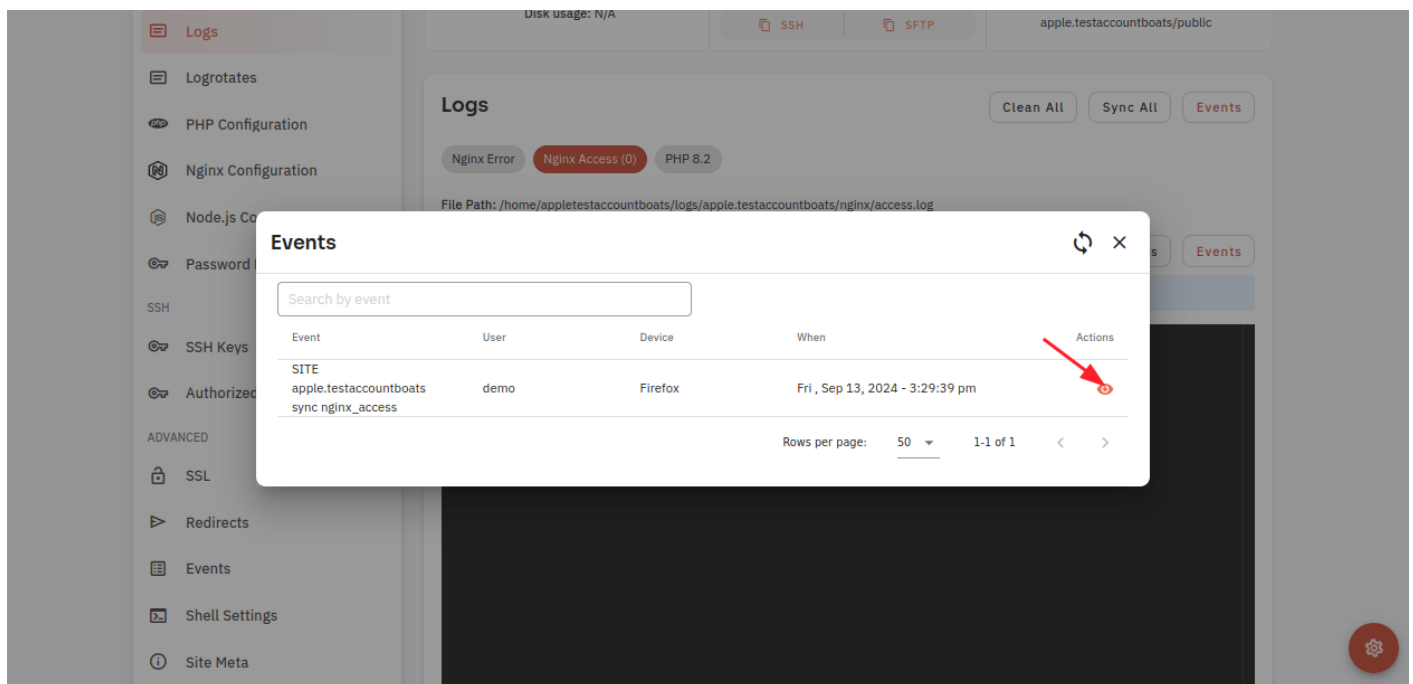 Disk usage: N/A
SSH
SFTP
apple.testaccountboats/public
Logs
Logrotates
PHP Configuration
Nginx Configuration
Node.js Co
Password
SSH
SSH Keys
Authorized
ADVANCED
SSL
Redirects
Events
Shell Settings
Site Meta
Logs
Clean All
Sync All
Events
Nginx Error
Nginx Access (0)
PHP 8.2
File Path: /home/appletestaccountboats/logs/apple.testaccountboats/nginx/access.log
s
Events
Events
Search by event
Event
User
Device
When
Actions
SITE
apple.testaccountboats
sync nginx_access
demo
Firefox
Fri , Sep 13, 2024 - 3:29:39 pm
Rows per page:
50
1-1 of 1